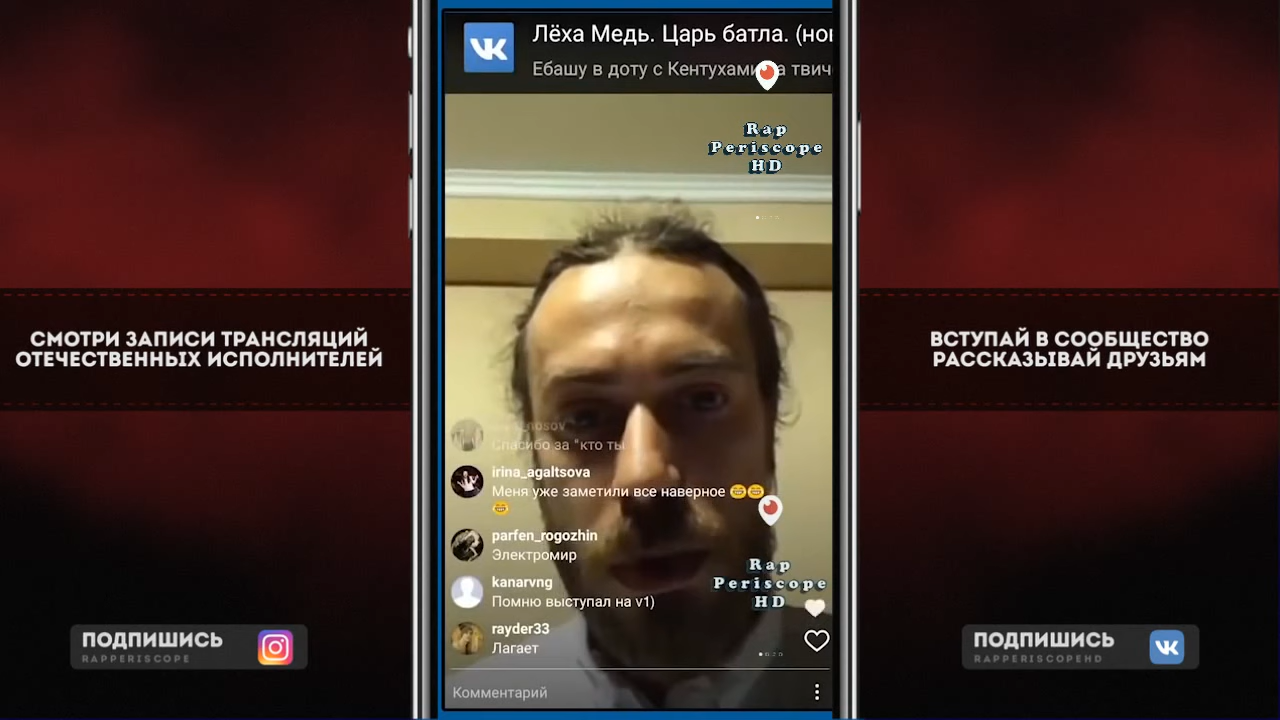 Лёха Медь. Царь батла. (нов
Ебашу в доту с Кентухами
а твич
Rap
Periscope
HD
СМОТРИ ЗАПИСИ ТРАНСЛЯЦИЙ
ОТЕЧЕСТВЕННЫХ ИСПОЛНИТЕЛЕЙ
ВСТУПАЙ В СООБЩЕСТВО
РАССКАЗЫВАЙ ДРУЗЬЯМ
nosov
Спасибо за "кто ты
irina_agaltsova
Меня уже заметили все наверное 🤓🤓
🤓
parfen_rogozhin
Электромир
kanarvng
Помню выступал на v1)
rayder33
Лагает
Rap
Periscope
HD
Комментарий
ПОДПИШИСЬ
RAPPERISCOPE
ПОДПИШИСЬ
RAPPERISCOPEHD